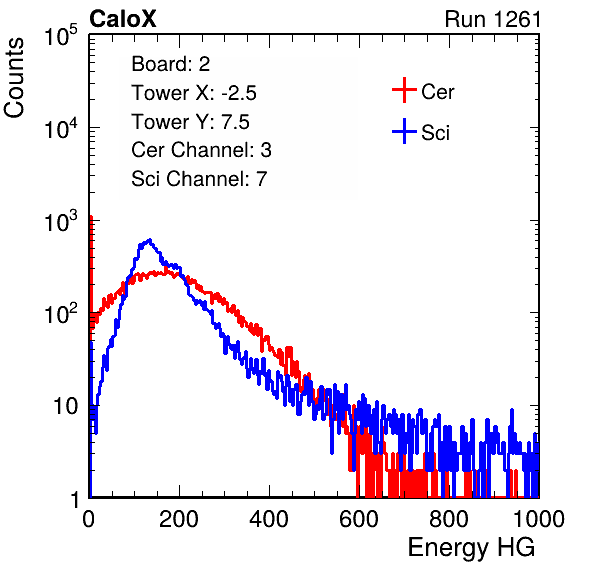 CaloX Run 1261
Counts
10^5
10^4
10^3
10^2
10
1
Board: 2
Tower X: -2.5
Tower Y: 7.5
Cer Channel: 3
Sci Channel: 7
Cer
Sci
0 200 400 600 800 1000
Energy HG